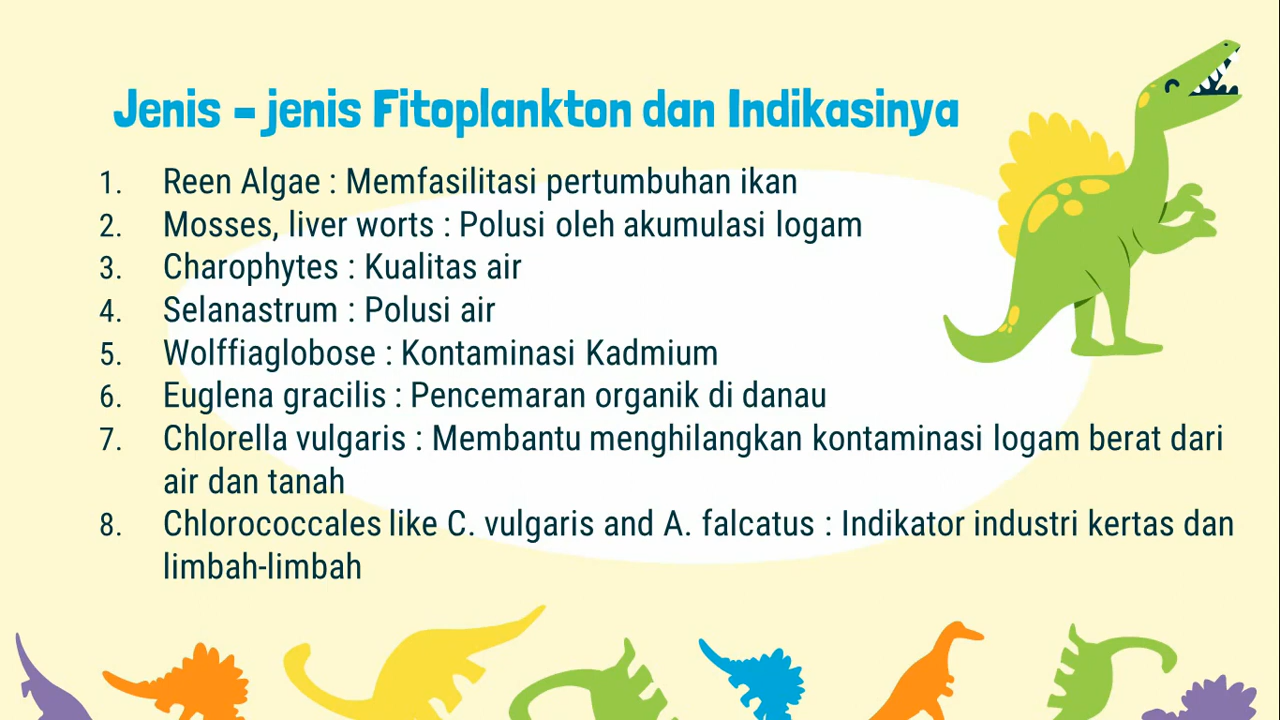 Jenis - jenis Fitoplankton dan Indikasinya
1. Reen Algae : Memfasilitasi pertumbuhan ikan
2. Mosses, liver worts : Polusi oleh akumulasi logam
3. Charophytes : Kualitas air
4. Selanastrum : Polusi air
5. Wolffiaglobose : Kontaminasi Kadmium
6. Euglena gracilis : Pencemaran organik di danau
7. Chlorella vulgaris : Membantu menghilangkan kontaminasi logam berat dari
air dan tanah
8. Chlorococcales like C. vulgaris and A. falcatus : Indikator industri kertas dan
limbah-limbah